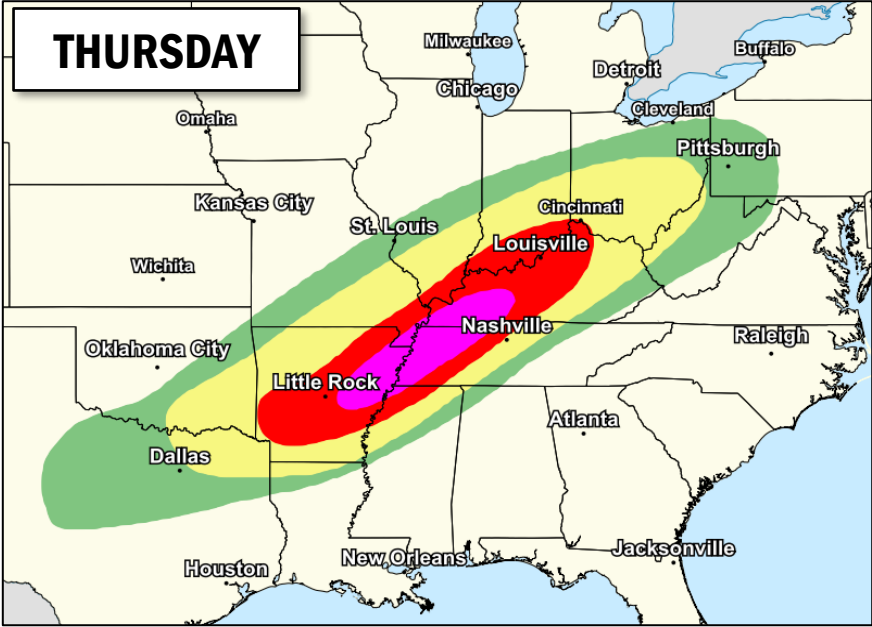 THURSDAY
Milwaukee
Buffalo
Detroit
Chicago
Cleveland
Omaha
Pittsburgh
Kansas City
Cincinnati
St. Louis
Louisville
Wichita
Nashville
Raleigh
Oklahoma City
Little Rock
Atlanta
Dallas
Jacksonville
New Orleans
Houston